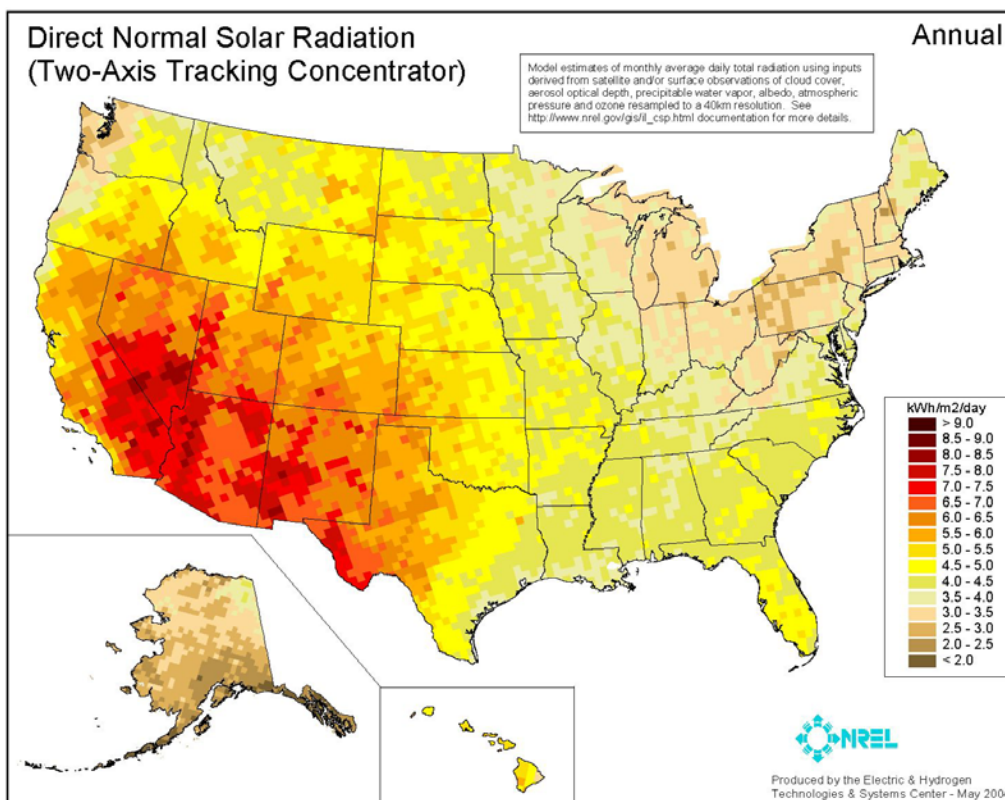 Direct Normal Solar Radiation
(Two-Axis Tracking Concentrator)
Annual
Model estimates of monthly average daily total radiation using inputs
derived from satellite and/or surface observations of cloud cover,
aerosol optical depth, precipitable water vapor, albedo, atmospheric
pressure and ozone resampled to a 40km resolution. See
http://www.nrel.gov/gis/il_csp.html documentation for more details.
kWh/m2/day
> 9.0
8.5 - 9.0
8.0 - 8.5
7.5 - 8.0
7.0 - 7.5
6.5 - 7.0
6.0 - 6.5
5.5 - 6.0
5.0 - 5.5
4.5 - 5.0
4.0 - 4.5
3.5 - 4.0
3.0 - 3.5
2.5 - 3.0
2.0 - 2.5
< 2.0
NREL
Produced by the Electric & Hydrogen
Technologies & Systems Center - May